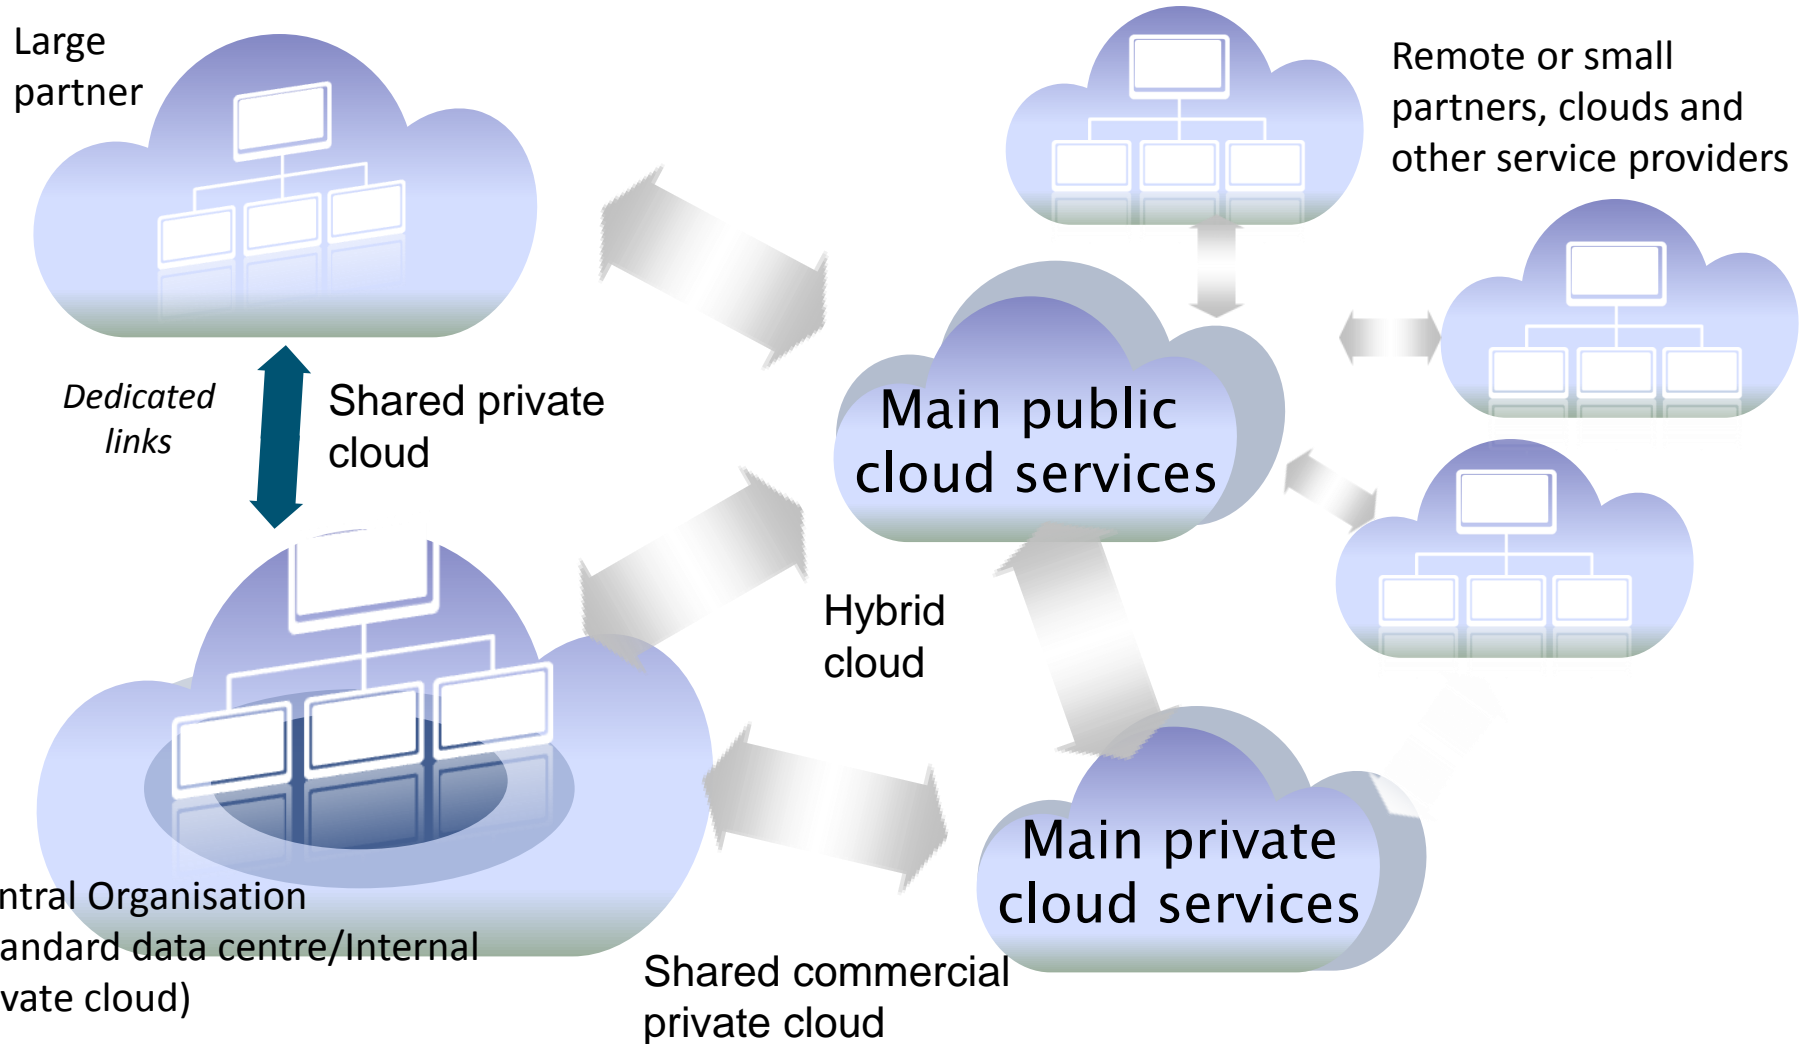 Large
partner
Remote or small
partners, clouds and
other service providers
Dedicated
links
Shared private
cloud
Main public
cloud services
Hybrid
cloud
Main private
cloud services
ntral Organisation
andard data centre/Internal
vate cloud)
Shared commercial
private cloud